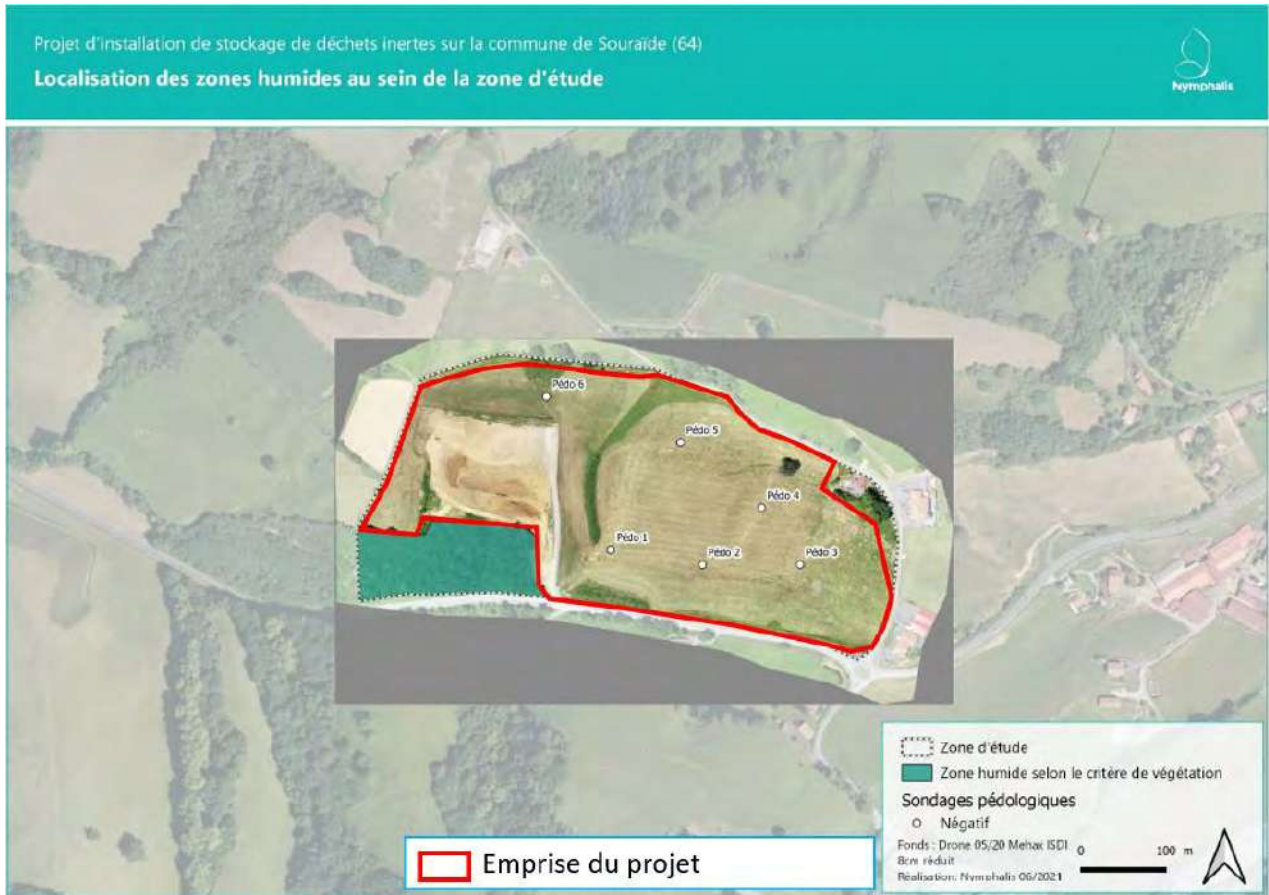 Projet d'installation de stockage de déchets inertes sur la commune de Souraïde (64)
Localisation des zones humides au sein de la zone d'étude
Nymphalis
Pédo 6
Pédo 5
Pédo 4
Pédo 1
Pédo 2
Pédo 3
Zone d'étude
Zone humide selon le critère de végétation
Sondages pédologiques
Négatif
Fonds : Drone 05/20 Mehax ISDI
8cm réduit
Réalisation: Nymphalis 06/2021
0 100 m
Emprise du projet